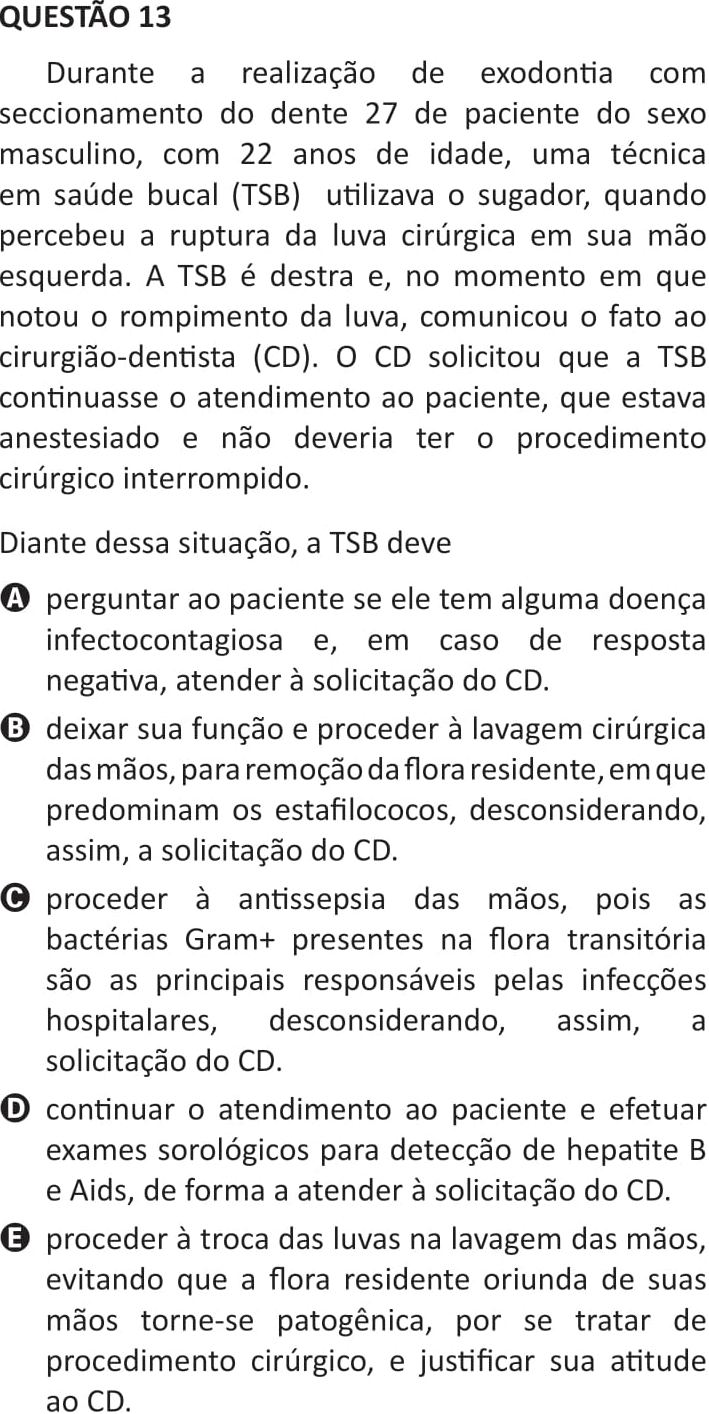 QUESTÃO 13
Durante a realização de exodontia com
seccionamento do dente 27 de paciente do sexo
masculino, com 22 anos de idade, uma técnica
em saúde bucal (TSB) utilizava o sugador, quando
percebeu a ruptura da luva cirúrgica em sua mão
esquerda. A TSB é destra e, no momento em que
notou o rompimento da luva, comunicou o fato ao
cirurgião-dentista (CD). O CD solicitou que a TSB
continuasse o atendimento ao paciente, que estava
anestesiado e não deveria ter o procedimento
cirúrgico interrompido.
Diante dessa situação, a TSB deve
A perguntar ao paciente se ele tem alguma doença
infectocontagiosa e, em caso de resposta
negativa, atender à solicitação do CD.
B deixar sua função e proceder à lavagem cirúrgica
das mãos, para remoção da flora residente, em que
predominam os estafilococos, desconsiderando,
assim, a solicitação do CD.
C proceder à antissepsia das mãos, pois as
bactérias Gram+ presentes na flora transitória
são as principais responsáveis pelas infecções
hospitalares, desconsiderando, assim, a
solicitação do CD.
D continuar o atendimento ao paciente e efetuar
exames sorológicos para detecção de hepatite B
e Aids, de forma a atender à solicitação do CD.
E proceder à troca das luvas na lavagem das mãos,
evitando que a flora residente oriunda de suas
mãos torne-se patogênica, por se tratar de
procedimento cirúrgico, e justificar sua atitude
ao CD.